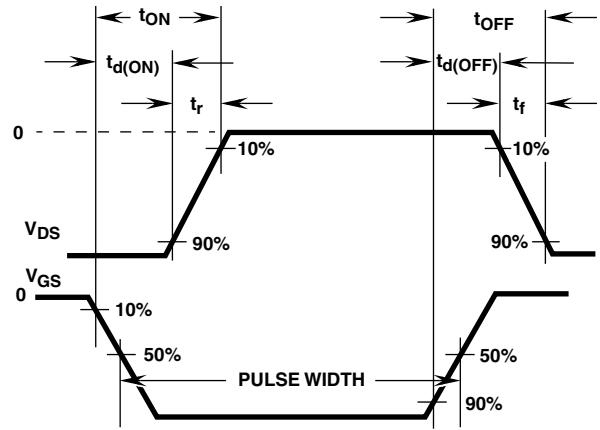 tON tOFF
td(ON) td(OFF)
tr tf
0
10% 10%
VDS 90% 90%
VGS
0
10%
50% 50%
PULSE WIDTH
90%